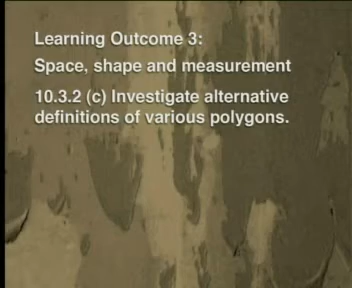 Learning Outcome 3:
Space, shape and measurement
10.3.2 (c) Investigate alternative
definitions of various polygons.